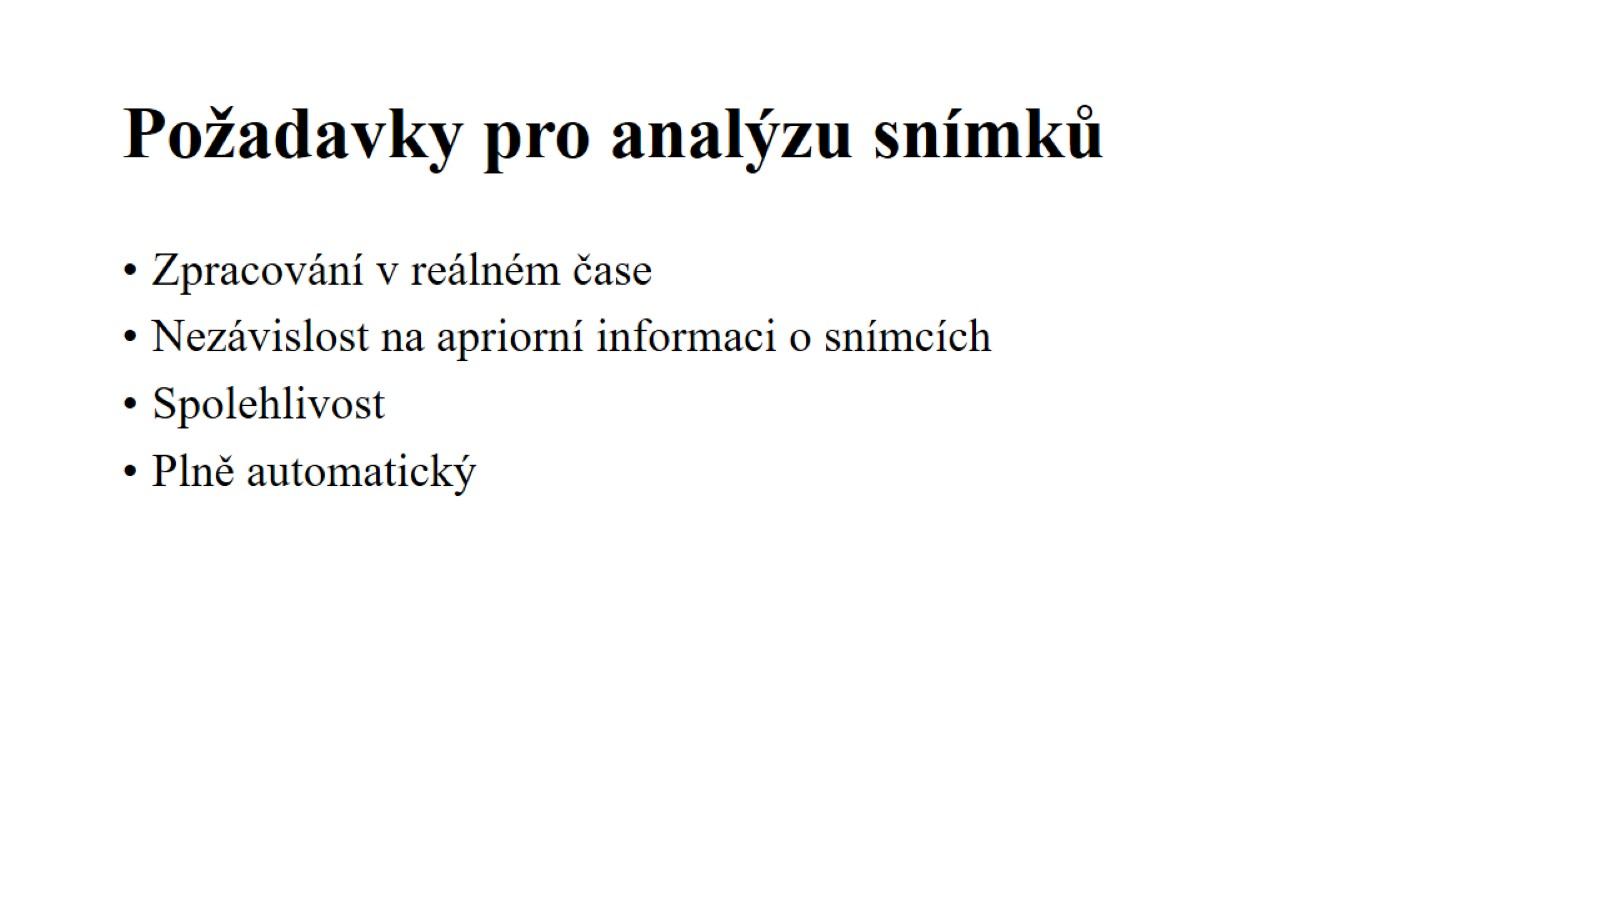 Požadavky pro analýzu snímků
• Zpracování v reálném čase
• Nezávislost na apriorní informaci o snímcích
• Spolehlivost
• Plně automatický